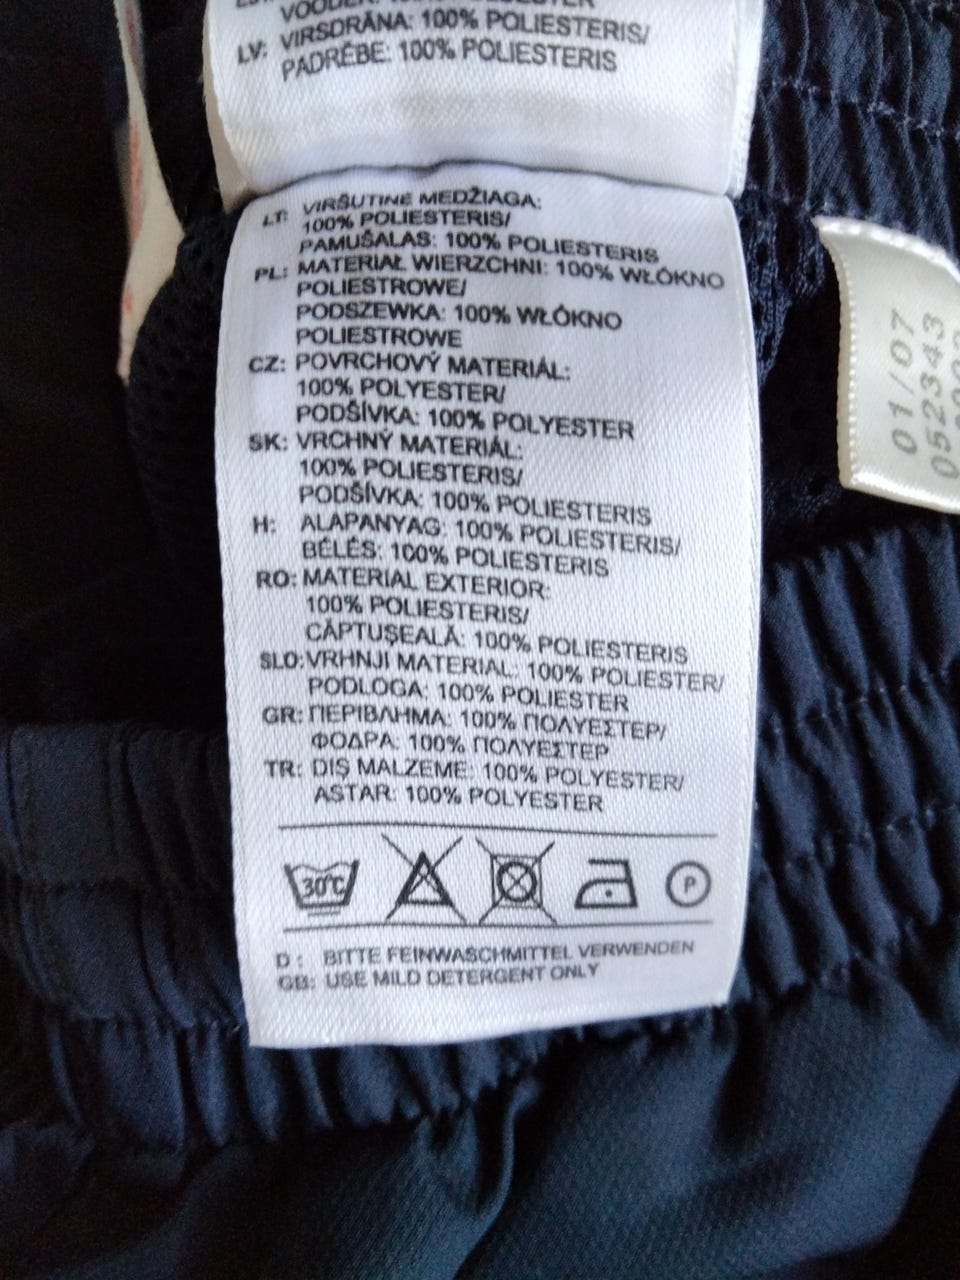 VOODER: 100% POLÜESTER
LV: VIRSDRĀNA: 100% POLIESTERIS/
PADRĒBE: 100% POLIESTERIS
LT: VIRŠUTINĖ MEDŽIAGA:
100% POLIESTERIS/
PAMUŠALAS: 100% POLIESTERIS
PL: MATERIAŁ WIERZCHNI: 100% WŁÓKNO
POLIESTROWE/
PODSZEWKA: 100% WŁÓKNO
POLIESTROWE
CZ: POVRCHOVÝ MATERIÁL:
100% POLYESTER/
PODŠÍVKA: 100% POLYESTER
SK: VRCHNÝ MATERIÁL:
100% POLIESTERIS/
PODŠÍVKA: 100% POLIESTERIS
H: ALAPANYAG: 100% POLIESTERIS/
BÉLÉS: 100% POLIESTERIS
RO: MATERIAL EXTERIOR:
100% POLIESTERIS/
CĂPTUŞEALĂ: 100% POLIESTERIS
SLO: VRHNJI MATERIAL: 100% POLIESTER/
PODLOGA: 100% POLIESTER
GR: ΠΕΡΙΒΛΗΜΑ: 100% ΠΟΛΥΕΣΤΕΡ/
ΦΟΔΡΑ: 100% ΠΟΛΥΕΣΤΕΡ
TR: DIŞ MALZEME: 100% POLYESTER/
ASTAR: 100% POLYESTER
30°C
P
D: BITTE FEINWASCHMITTEL VERWENDEN
GB: USE MILD DETERGENT ONLY
01/07
052343